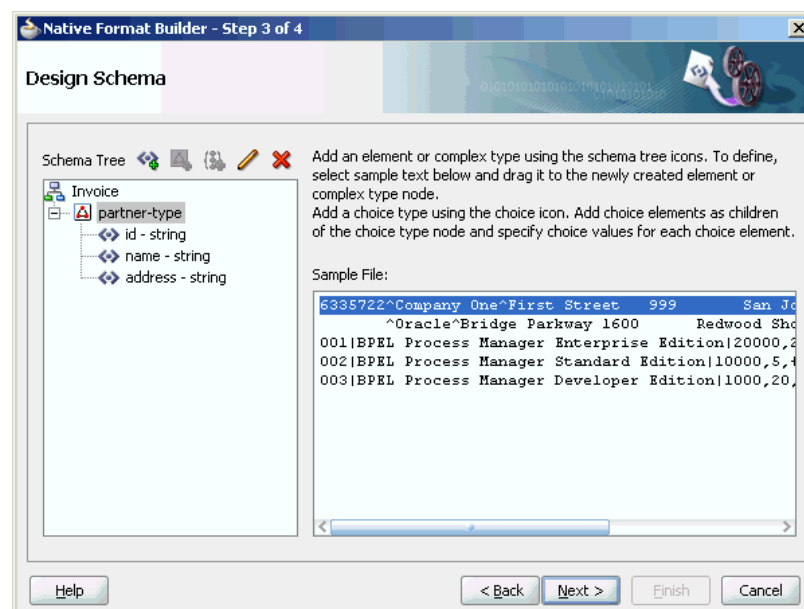 Native Format Builder - Step 3 of 4
Design Schema
Schema Tree
Invoice
partner-type
id - string
name - string
address - string
Add an element or complex type using the schema tree icons. To define,
select sample text below and drag it to the newly created element or
complex type node.
Add a choice type using the choice icon. Add choice elements as children
of the choice type node and specify choice values for each choice element.
Sample File:
6335722^Company One^First Street 999 San Jo
^Oracle^Bridge Parkway 1600 Redwood Sho
001|BPEL Process Manager Enterprise Edition|20000,2
002|BPEL Process Manager Standard Edition|10000,5,4
003|BPEL Process Manager Developer Edition|1000,20,
Help
< Back
Next >
Finish
Cancel